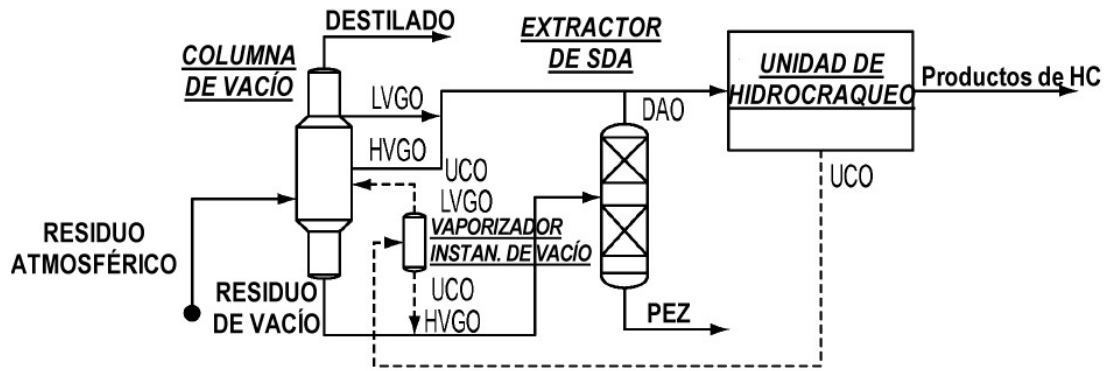 DESTILADO
COLUMNA
DE VACÍO
LVGO
HVGO
UCO
LVGO
VAPORIZADOR
INSTAN. DE VACÍO
UCO
HVGO
RESIDUO
ATMOSFÉRICO
RESIDUO
DE VACÍO
EXTRACTOR
DE SDA
DAO
PEZ
UNIDAD DE
HIDROCRAQUEO
Productos de HC
UCO